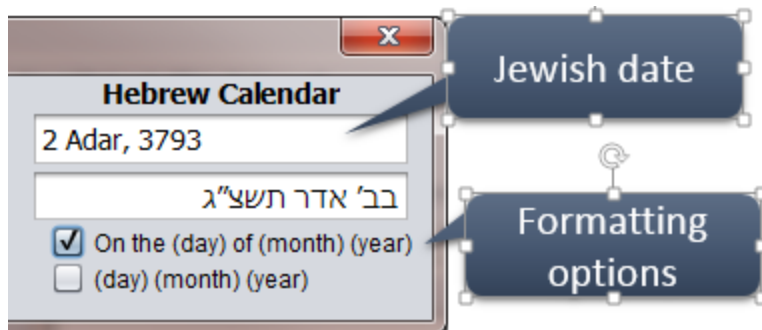 Hebrew Calendar
2 Adar, 3793
בב׳ אדר תשצ״ג
On the (day) of (month) (year)
(day) (month) (year)
Jewish date
Formatting
options